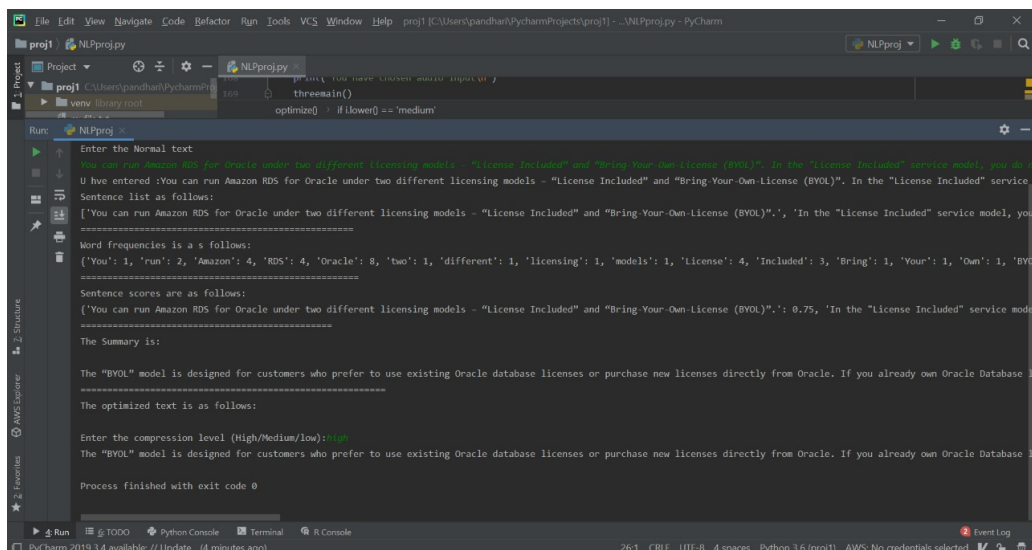 File Edit View Navigate Code Refactor Run Tools VCS Window Help proj1 [C:\Users\pandhari\PycharmProjects\proj1] - ...\NLPproj.py - PyCharm
proj1 NLPproj.py NLPproj
Project NLPproj.py
1: Project
proj1 C:\Users\pandhari\PycharmProj
venv library root
print("You have chosen audio input\n")
169 threemain()
optimize() if i.lower() == 'medium'
Run: NLPproj
Enter the Normal text
You can run Amazon RDS for Oracle under two different licensing models – “License Included” and “Bring-Your-Own-License (BYOL)”. In the "License Included" service model, you do
U hve entered :You can run Amazon RDS for Oracle under two different licensing models – “License Included” and “Bring-Your-Own-License (BYOL)”. In the "License Included" service
Sentence list as follows:
['You can run Amazon RDS for Oracle under two different licensing models – “License Included” and “Bring-Your-Own-License (BYOL)”.', 'In the "License Included" service model, you
==================================================
Word frequencies is a s follows:
{'You': 1, 'run': 2, 'Amazon': 4, 'RDS': 4, 'Oracle': 8, 'two': 1, 'different': 1, 'licensing': 1, 'models': 1, 'License': 4, 'Included': 3, 'Bring': 1, 'Your': 1, 'Own': 1, 'BYO
===================================================
Sentence scores are as follows:
{'You can run Amazon RDS for Oracle under two different licensing models – “License Included” and “Bring-Your-Own-License (BYOL)”.': 0.75, 'In the "License Included" service mode
==============================================
The Summary is:
The “BYOL” model is designed for customers who prefer to use existing Oracle database licenses or purchase new licenses directly from Oracle. If you already own Oracle Database
========================================================
The optimized text is as follows:
Enter the compression level (High/Medium/low):high
The “BYOL” model is designed for customers who prefer to use existing Oracle database licenses or purchase new licenses directly from Oracle. If you already own Oracle Database
Process finished with exit code 0
Z: Structure
AWS Explorer
2: Favorites
4: Run 6: TODO Python Console Terminal R Console 2 Event Log
PyCharm 2019.3.4 available: // Update... (4 minutes ago) 26:1 CRLF UTF-8 4 spaces Python 3.6 (proj1) AWS: No credentials selected